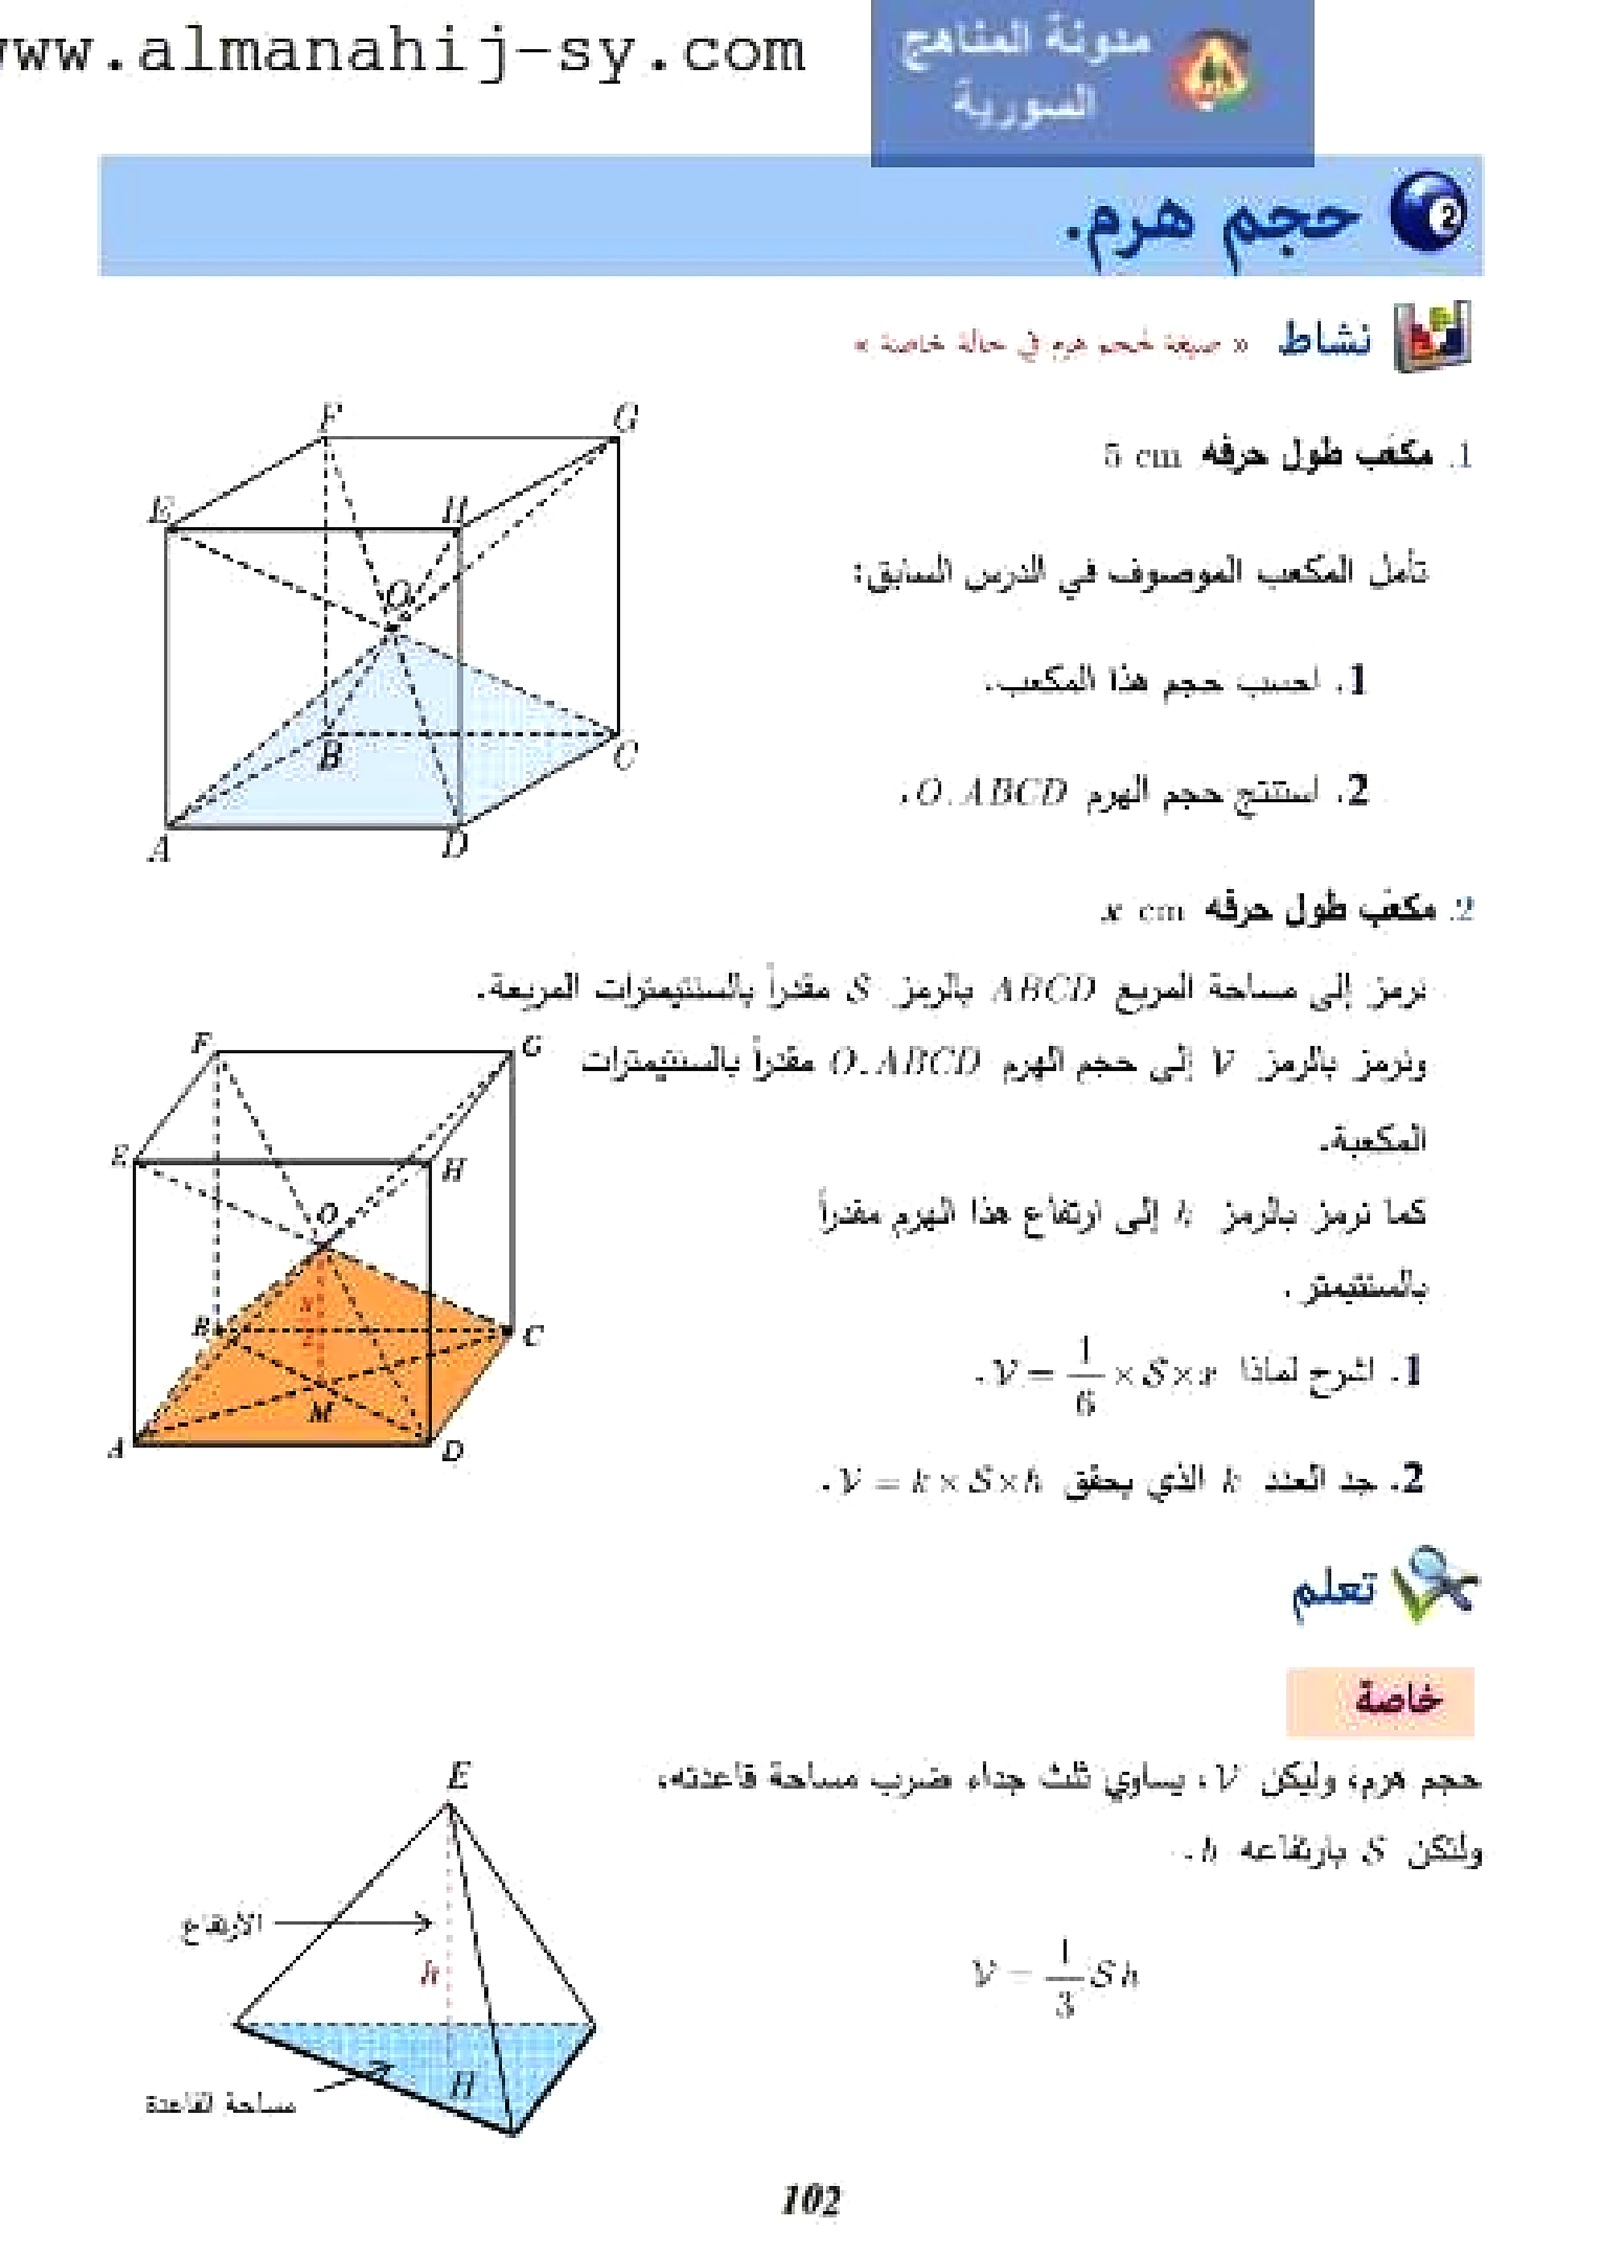 www.almanahij-sy.com
مدونة المناهج
السورية
2 حجم هرم.
نشاط « صيغة لحجم هرم في حالة خاصة »
1. مكعب طول حرفه 5 cm
تأمل المكعب الموصوف في الدرس السابق:
1. احسب حجم هذا المكعب.
2. استنتج حجم الهرم O.ABCD.
F
G
E
H
O
B
C
A
D
2. مكعب طول حرفه x cm
نرمز إلى مساحة المربع ABCD بالرمز S مقدراً بالسنتيمترات المربعة.
ونرمز بالرمز V إلى حجم الهرم O.ABCD مقدراً بالسنتيمترات
المكعبة.
كما نرمز بالرمز h إلى ارتفاع هذا الهرم مقدراً
بالسنتيمتر.
1. اشرح لماذا V = 1/6 × S × x.
2. جد العدد k الذي يحقق V = k × S × h.
F
G
E
H
O
B
C
M
A
D
تعلم
خاصة
حجم هرم، وليكن V، يساوي ثلث جداء ضرب مساحة قاعدته،
ولتكن S بارتفاعه h.
V = 1/3 S h
E
الارتفاع
h
H
مساحة القاعدة
102